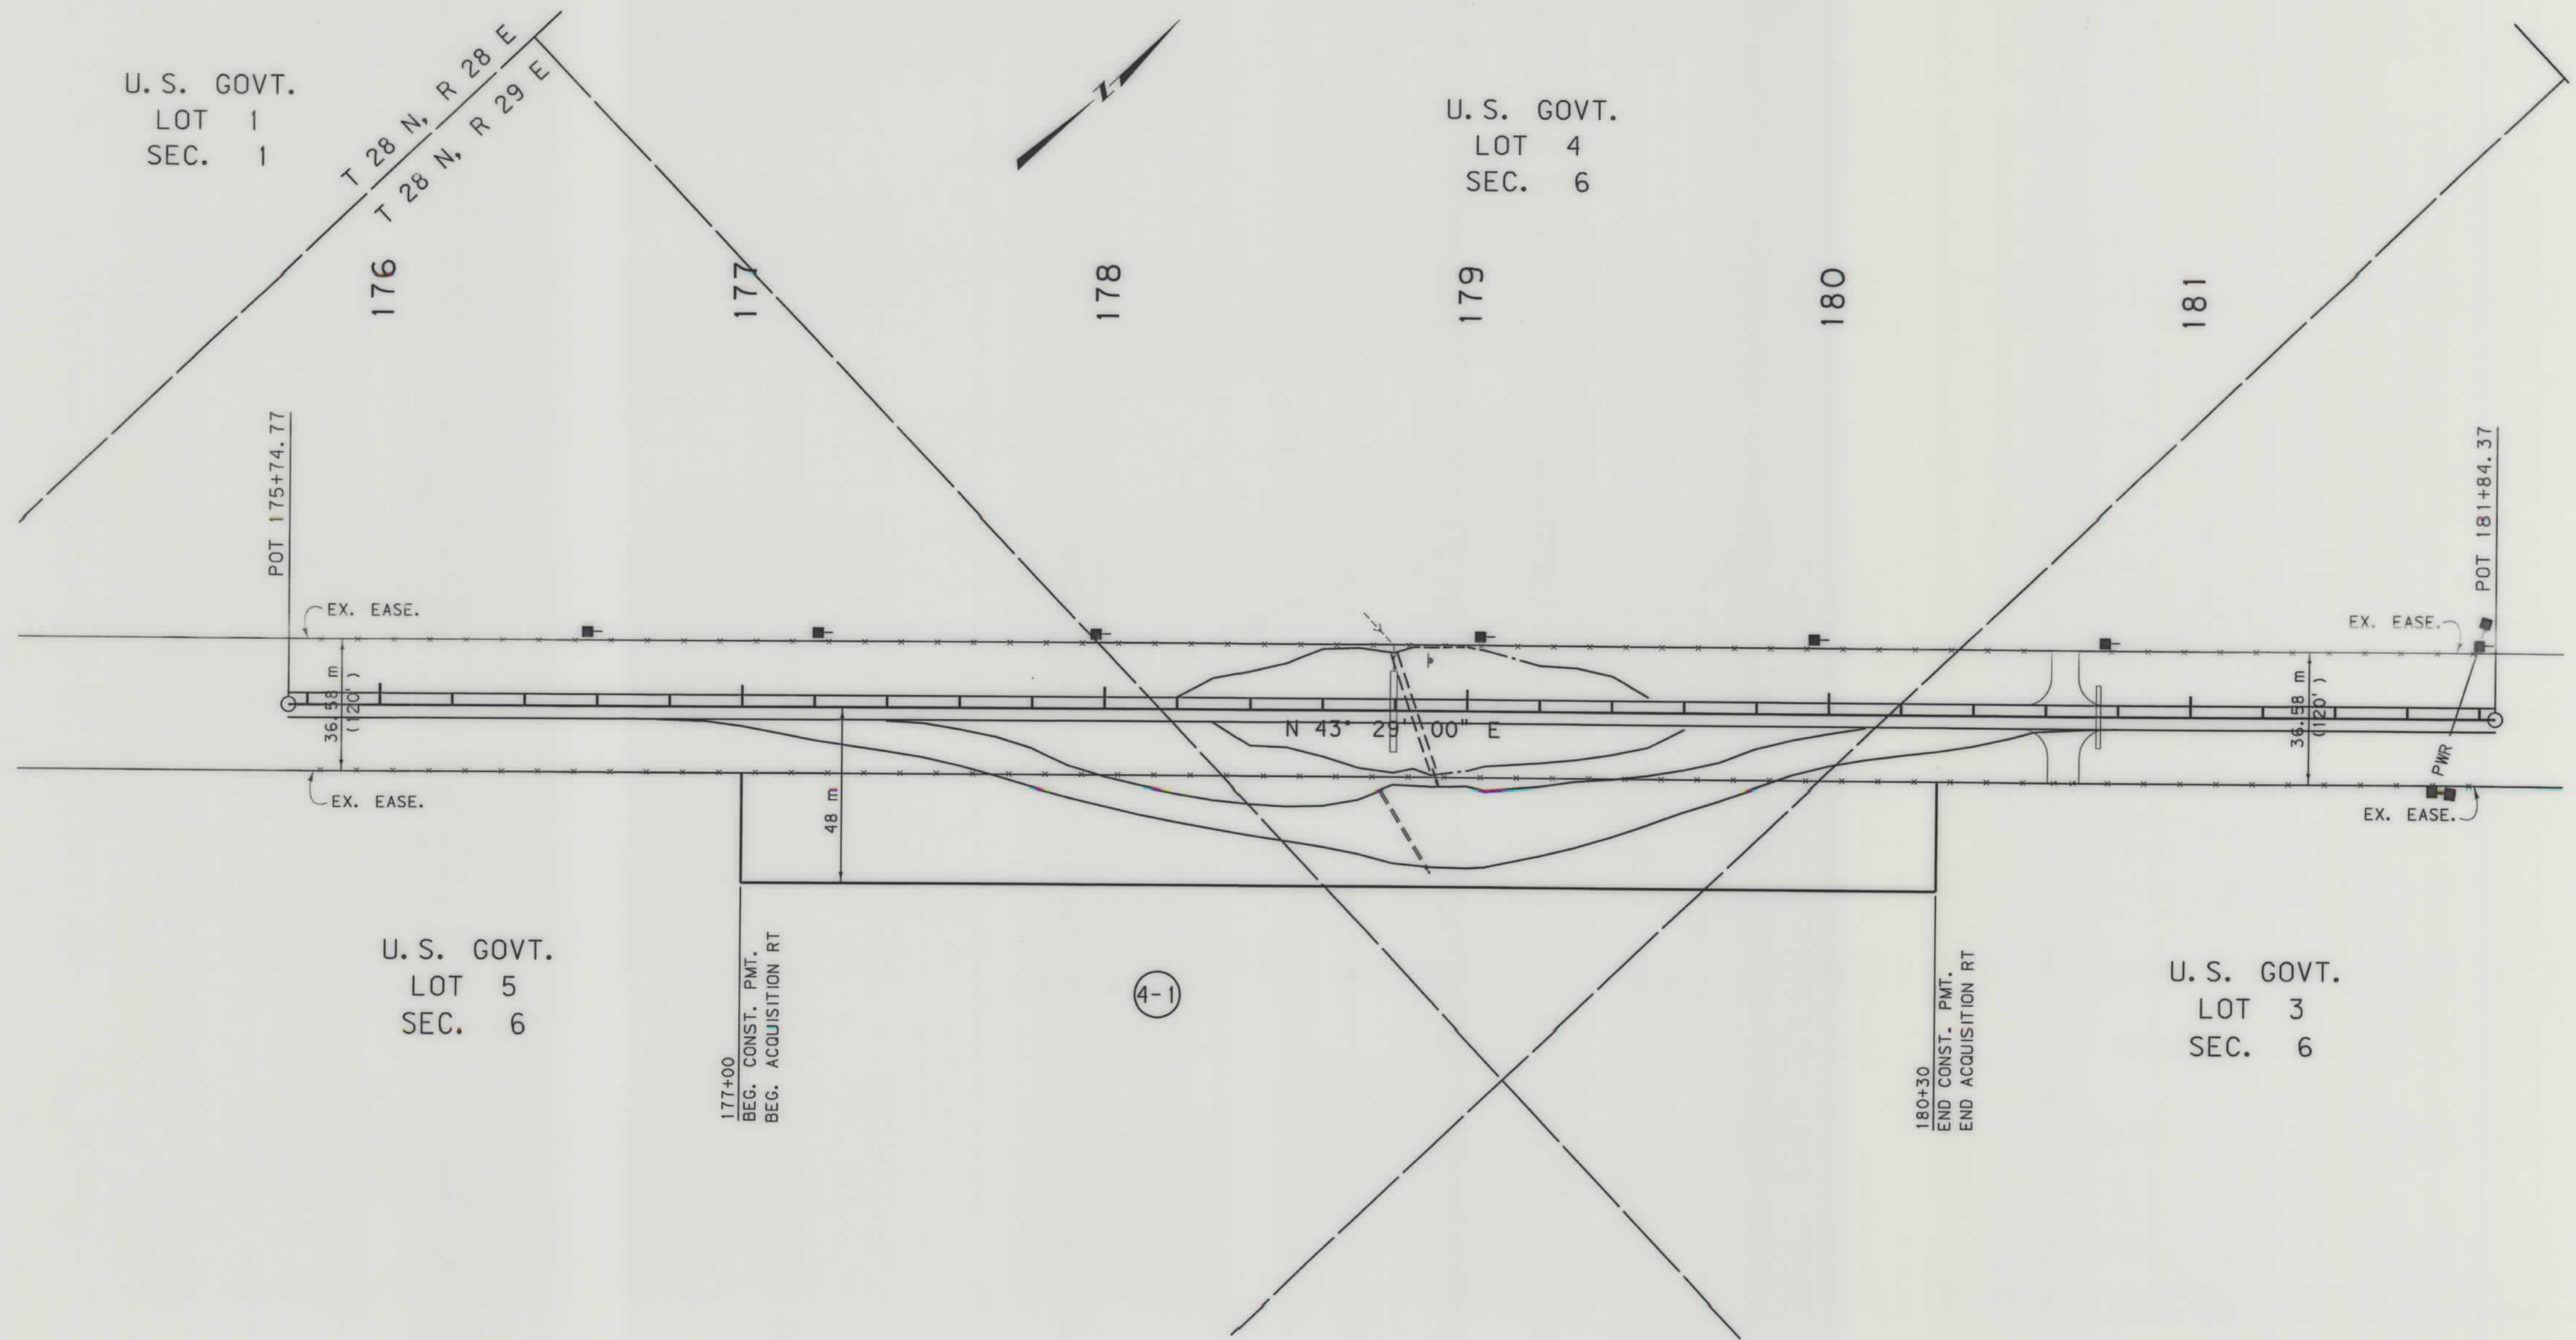 U.S. GOVT.
LOT 1
SEC. 1
T 28 N, R 28 E
T 28 N, R 29 E
Z
U.S. GOVT.
LOT 4
SEC. 6
176
177
178
179
180
181
POT 175+74.77
POT 181+84.37
EX. EASE.
EX. EASE.
36.58 m
(120')
N 43° 29' 00" E
36.58 m
(120')
PWR
P
EX. EASE.
48 m
EX. EASE.
U.S. GOVT.
LOT 5
SEC. 6
177+00
BEG. CONST. PMT.
BEG. ACQUISITION RT
4-1
180+30
END CONST. PMT.
END ACQUISITION RT
U.S. GOVT.
LOT 3
SEC. 6